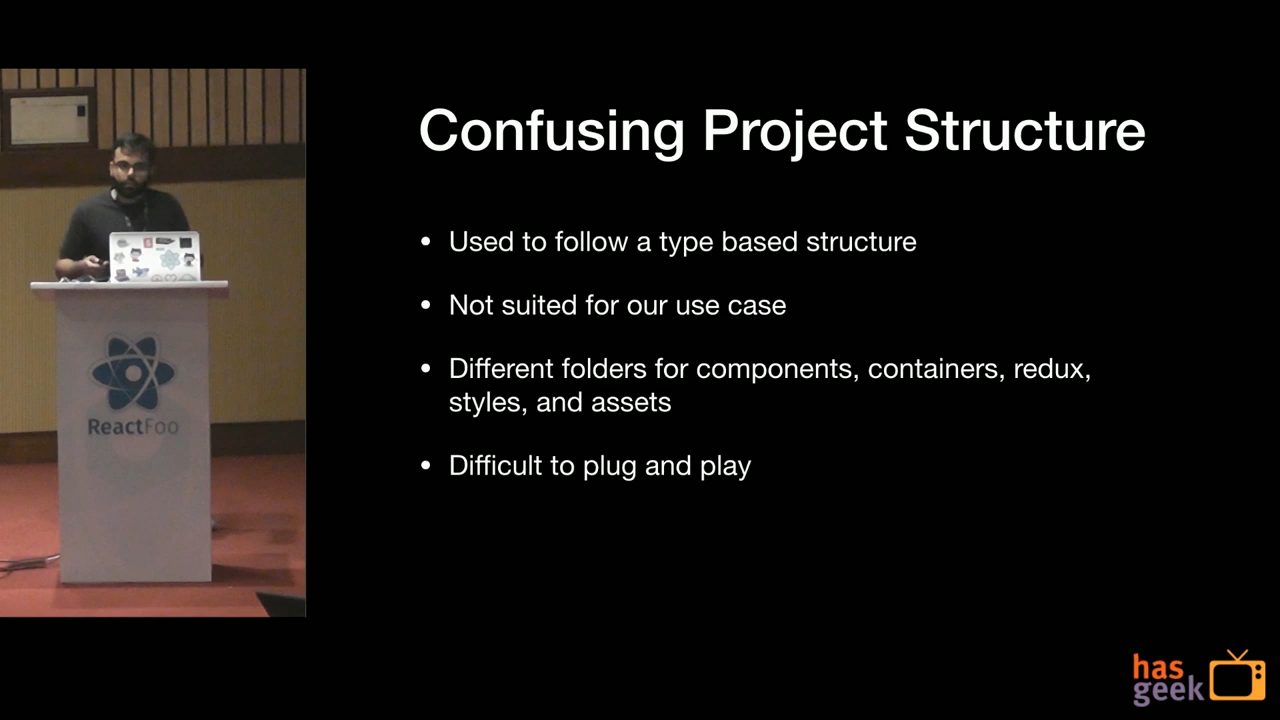 Confusing Project Structure
• Used to follow a type based structure
• Not suited for our use case
• Different folders for components, containers, redux,
styles, and assets
• Difficult to plug and play
ReactFoo
has
geek